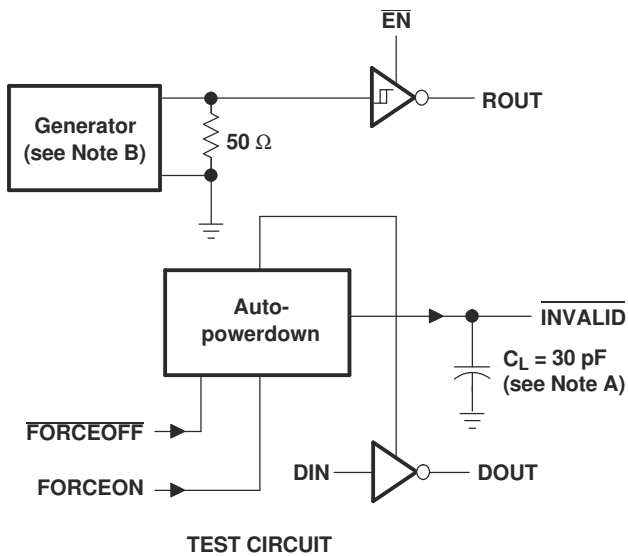 EN
Generator
(see Note B)
50 Ω
ROUT
Auto-
powerdown
INVALID
CL = 30 pF
(see Note A)
FORCEOFF
FORCEON
DIN
DOUT
TEST CIRCUIT